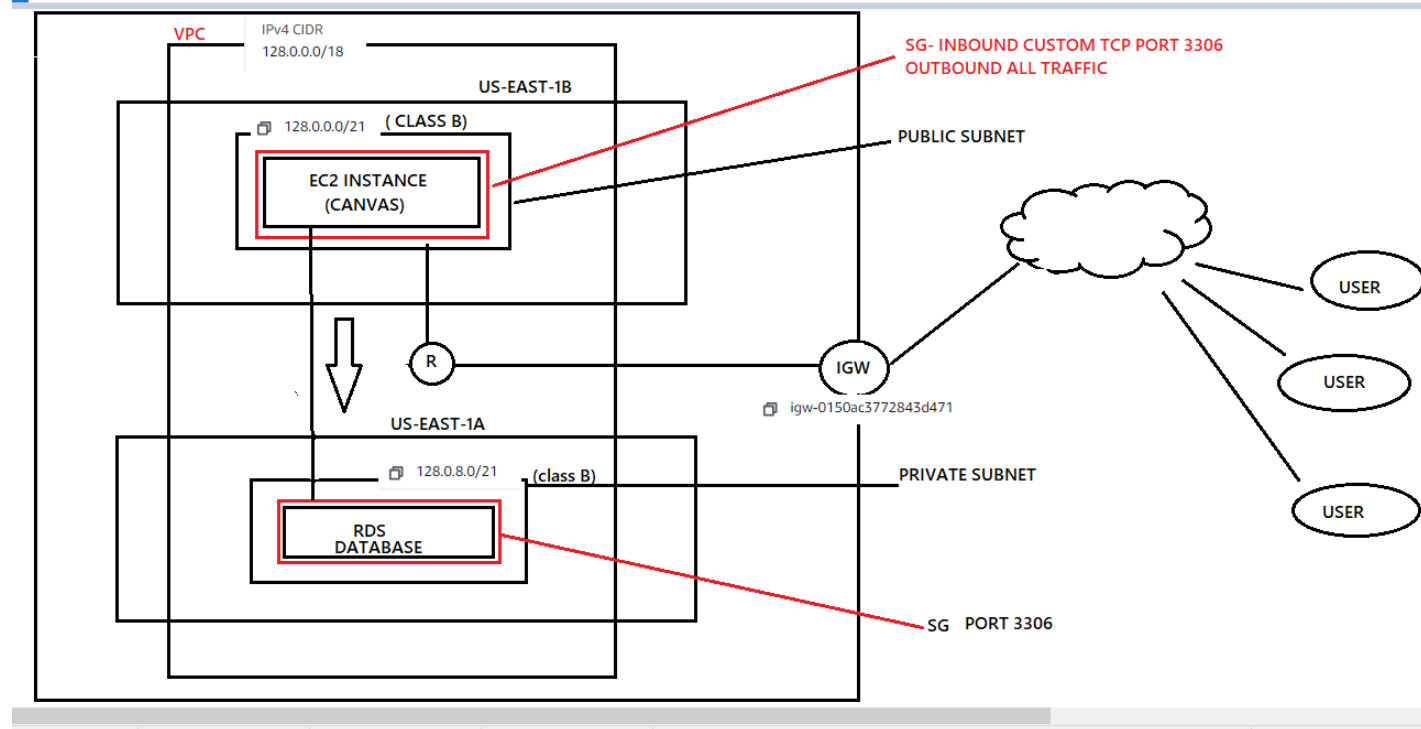 VPC
IPv4 CIDR
128.0.0.0/18
SG- INBOUND CUSTOM TCP PORT 3306
OUTBOUND ALL TRAFFIC
US-EAST-1B
128.0.0.0/21 ( CLASS B)
PUBLIC SUBNET
EC2 INSTANCE
(CANVAS)
USER
R
IGW
USER
igw-0150ac3772843d471
US-EAST-1A
128.0.8.0/21 (class B)
PRIVATE SUBNET
USER
RDS
DATABASE
SG PORT 3306